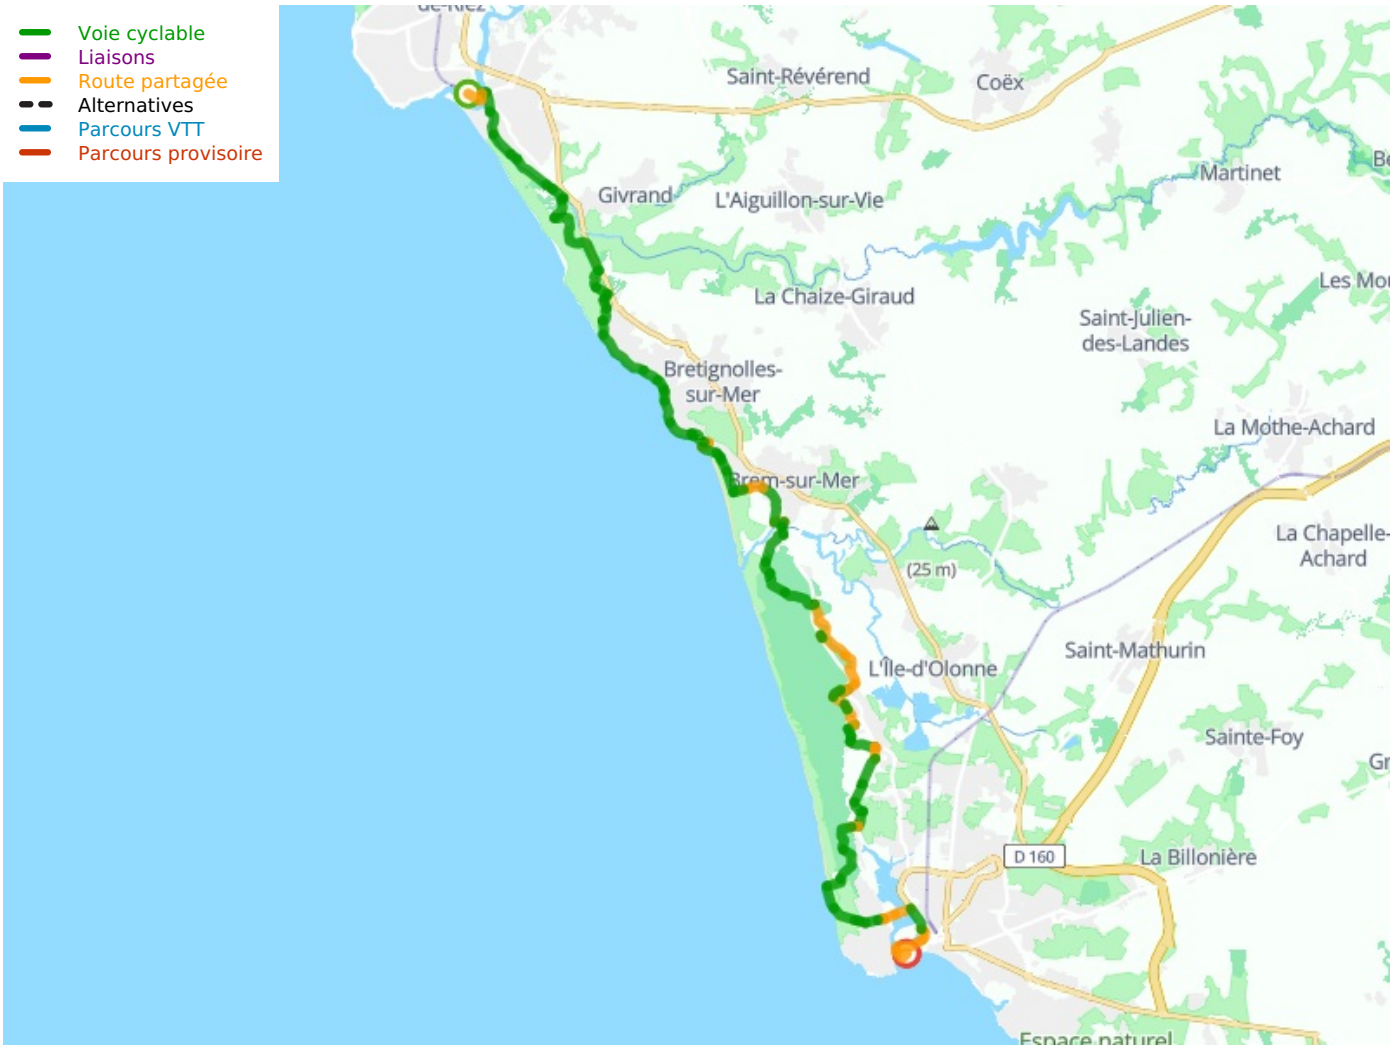 Voie cyclable
Liaisons
Route partagée
Alternatives
Parcours VTT
Parcours provisoire
de-Riez
Saint-Révérend
Coëx
Martinet
Givrand
L'Aiguillon-sur-Vie
La Chaize-Giraud
Saint-Julien-
des-Landes
Bretignolles-
sur-Mer
La Mothe-Achard
Brem-sur-Mer
La Chapelle-
Achard
(25 m)
Saint-Mathurin
L'Île-d'Olonne
Sainte-Foy
D 160
La Billonière
Espace naturel